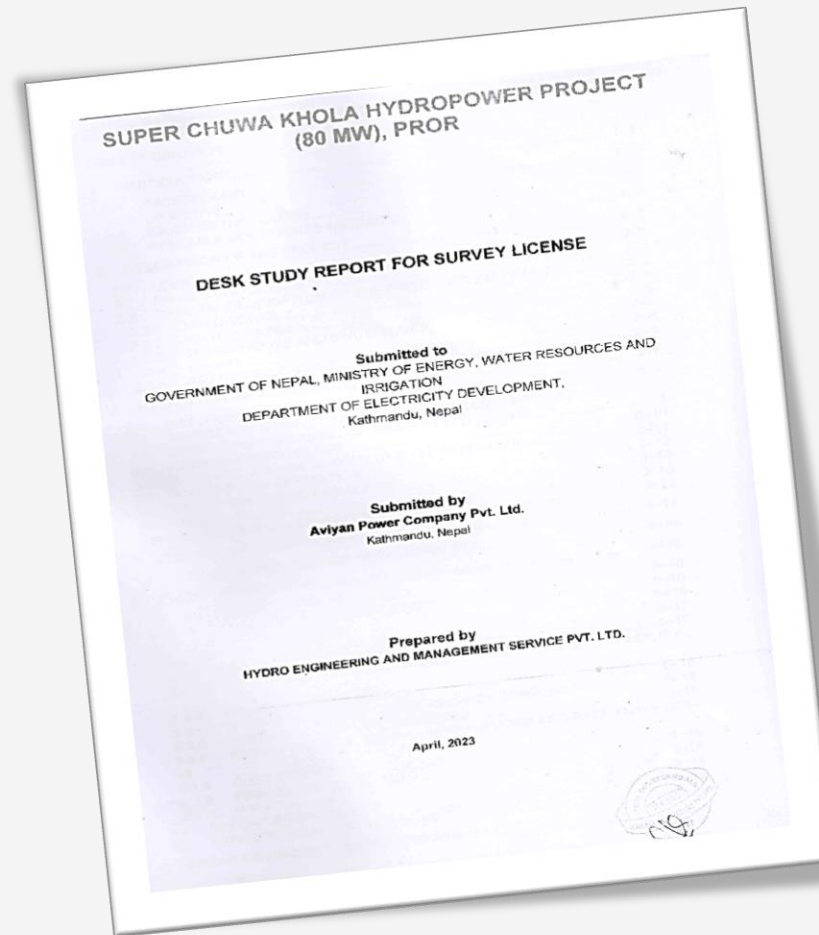 SUPER CHUWA KHOLA HYDROPOWER PROJECT
(80 MW), PROR
DESK STUDY REPORT FOR SURVEY LICENSE
Submitted to
GOVERNMENT OF NEPAL, MINISTRY OF ENERGY, WATER RESOURCES AND
IRRIGATION
DEPARTMENT OF ELECTRICITY DEVELOPMENT,
Kathmandu, Nepal
Submitted by
Aviyan Power Company Pvt. Ltd.
Kathmandu, Nepal
Prepared by
HYDRO ENGINEERING AND MANAGEMENT SERVICE PVT. LTD.
April, 2023